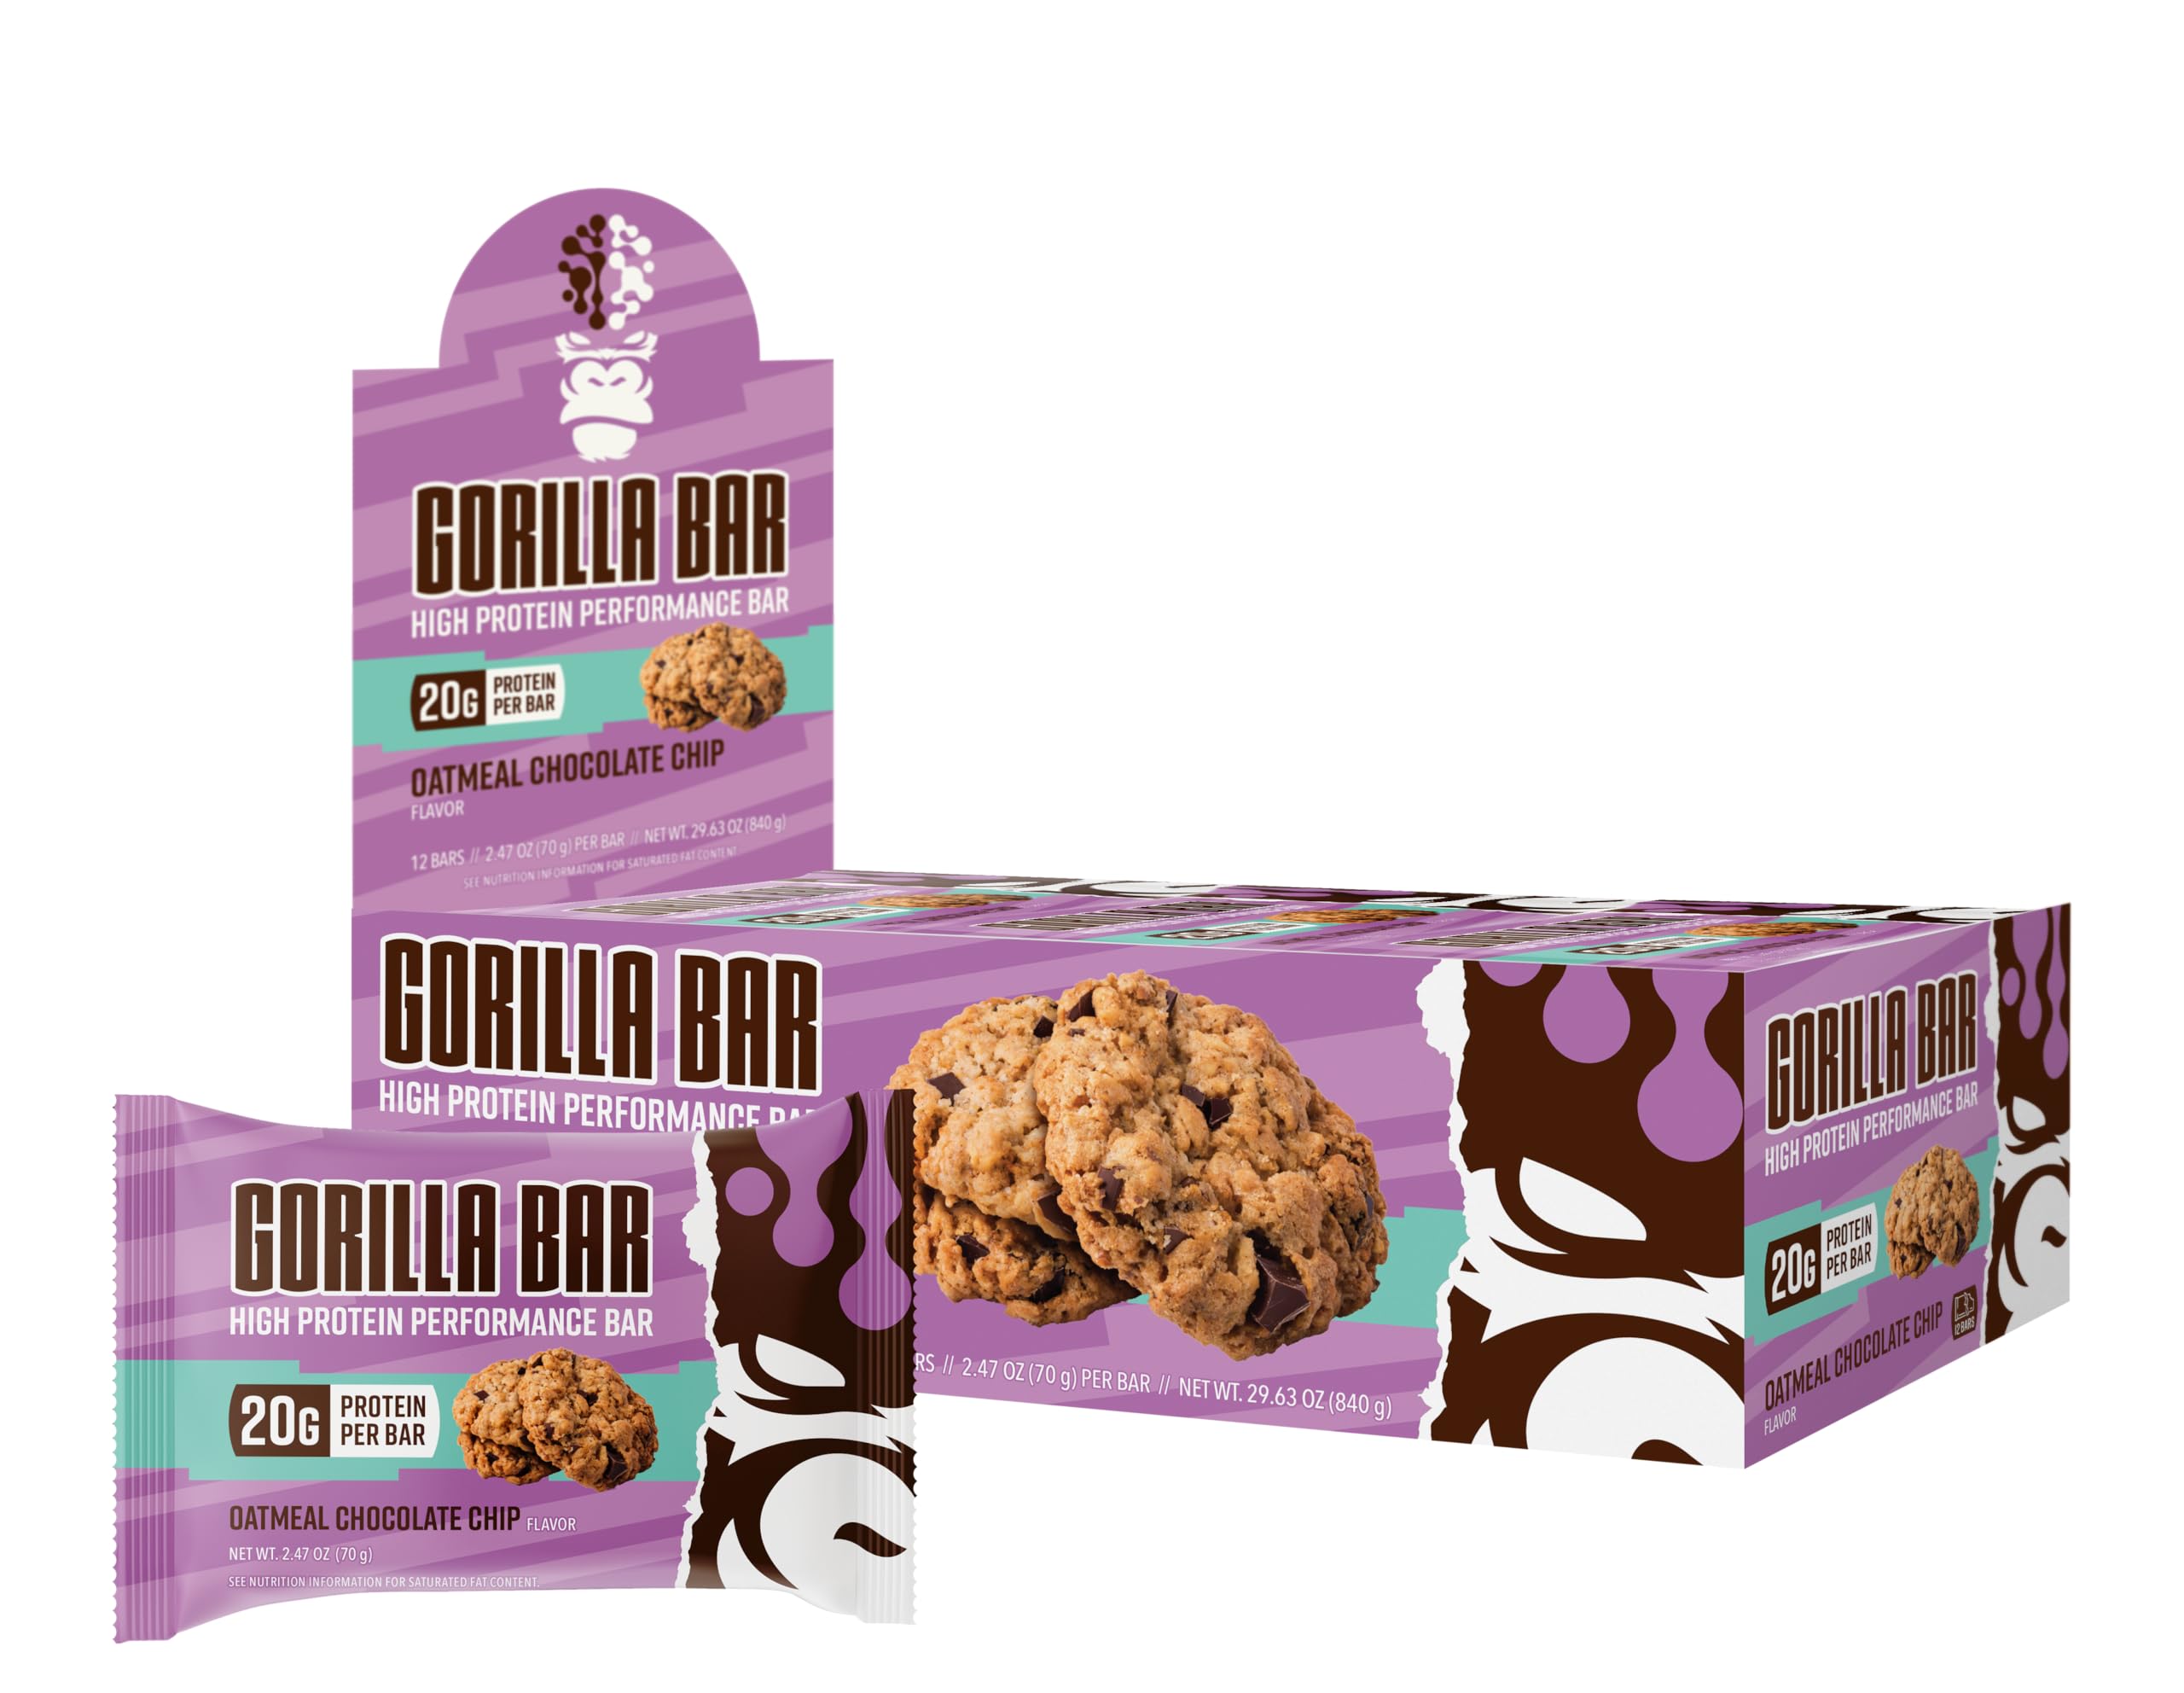 GORILLA BAR
HIGH PROTEIN PERFORMANCE BAR
20G
PROTEIN
PER BAR
OATMEAL CHOCOLATE CHIP
FLAVOR
12 BARS // 2.47 OZ (70 g) PER BAR // NET WT. 29.63 OZ (840 g)
SEE NUTRITION INFORMATION FOR SATURATED FAT CONTENT.
GORILLA BAR
HIGH PROTEIN PERFORMANCE BA
RS // 2.47 OZ (70 g) PER BAR // NET WT. 29.63 OZ (840 g)
GORILLA BAR
HIGH PROTEIN PERFORMANCE BAR
20G
PROTEIN
PER BAR
OATMEAL CHOCOLATE CHIP
FLAVOR
12 BARS
GORILLA BAR
HIGH PROTEIN PERFORMANCE BAR
20G
PROTEIN
PER BAR
OATMEAL CHOCOLATE CHIP FLAVOR
NET WT. 2.47 OZ (70 g)
SEE NUTRITION INFORMATION FOR SATURATED FAT CONTENT.